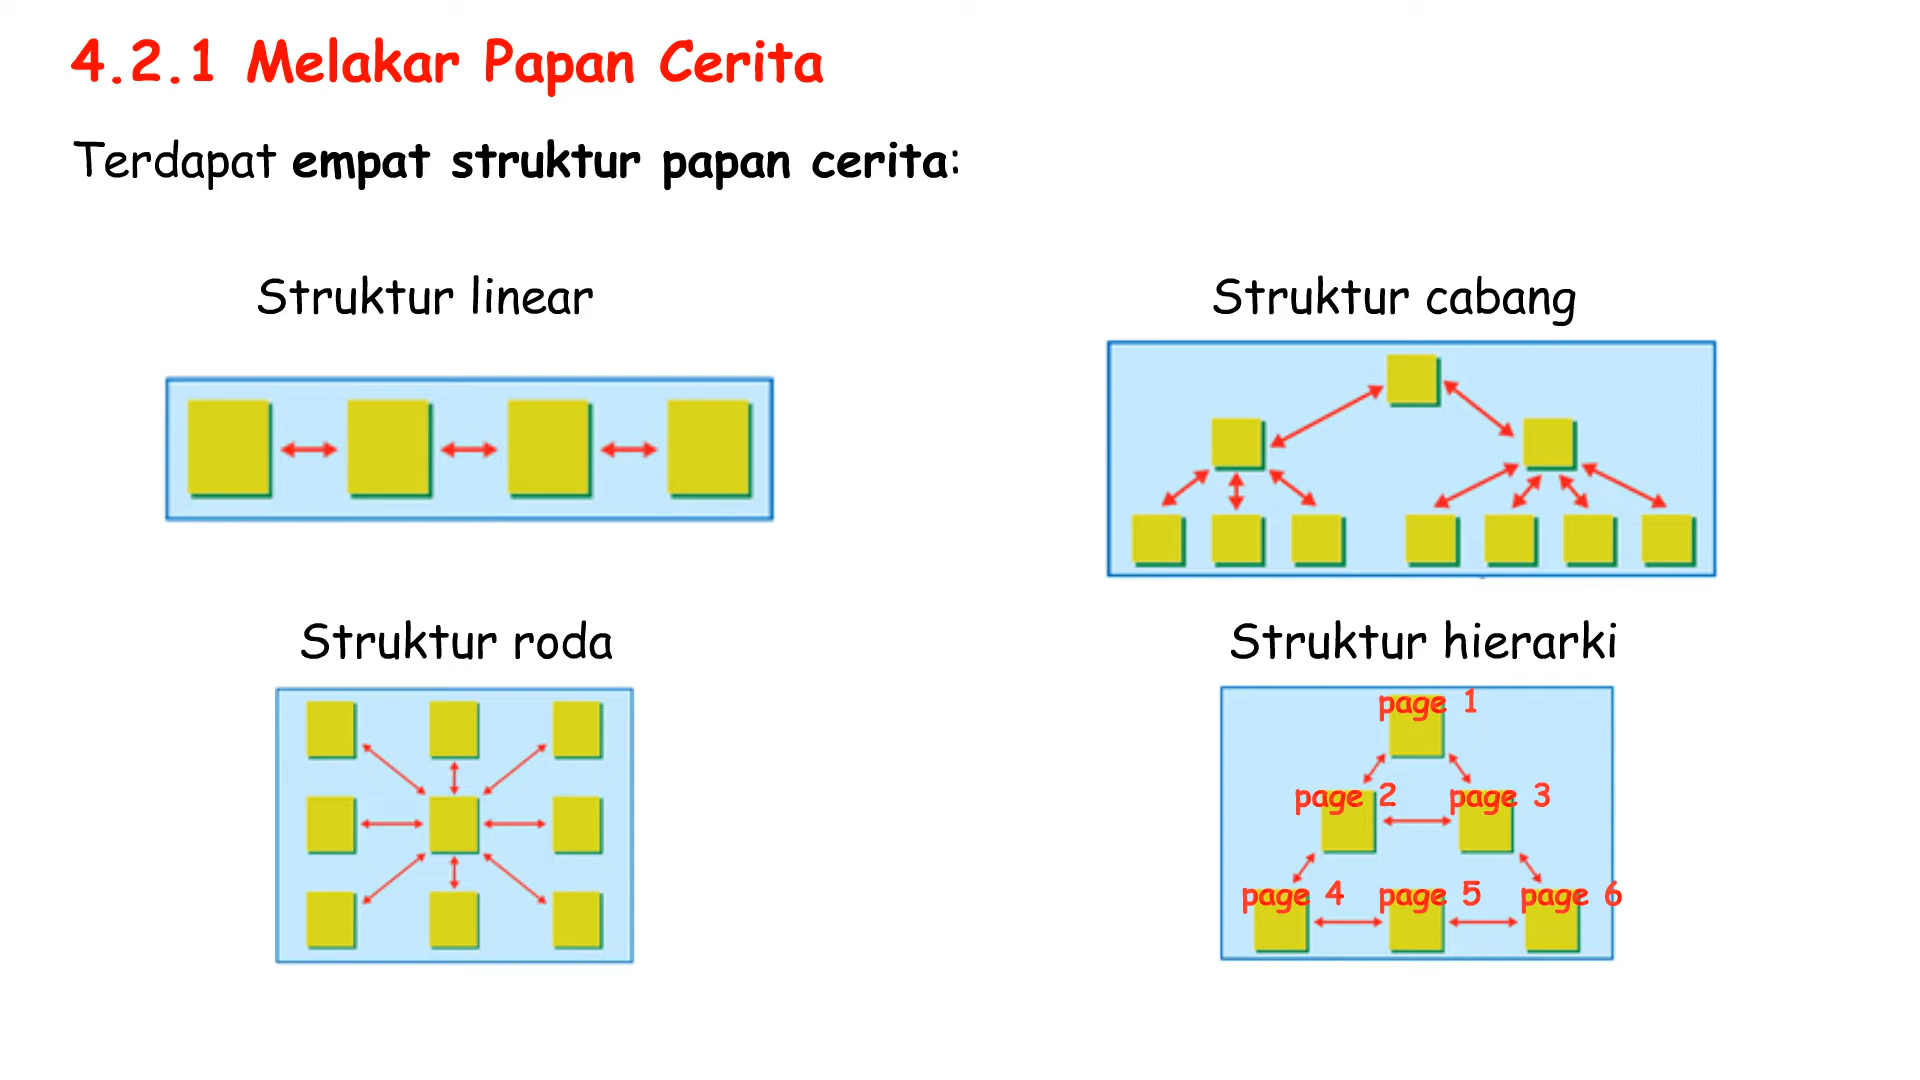 4.2.1 Melakar Papan Cerita
Terdapat empat struktur papan cerita:
Struktur linear
Struktur cabang
Struktur roda
Struktur hierarki
page 1
page 2
page 3
page 4
page 5
page 6